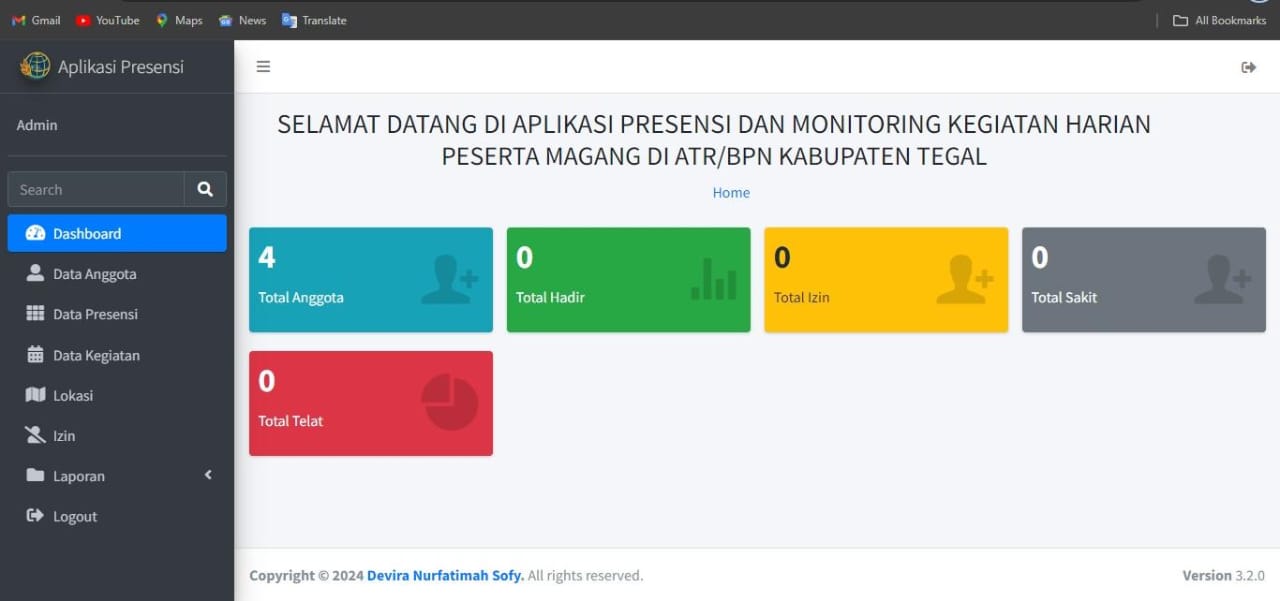 Gmail YouTube Maps News Translate All Bookmarks
Aplikasi Presensi
Admin
Search
Dashboard
Data Anggota
Data Presensi
Data Kegiatan
Lokasi
Izin
Laporan
Logout
SELAMAT DATANG DI APLIKASI PRESENSI DAN MONITORING KEGIATAN HARIAN
PESERTA MAGANG DI ATR/BPN KABUPATEN TEGAL
Home
4
Total Anggota
0
Total Hadir
0
Total Izin
0
Total Sakit
0
Total Telat
Copyright © 2024 Devira Nurfatimah Sofy. All rights reserved.
Version 3.2.0